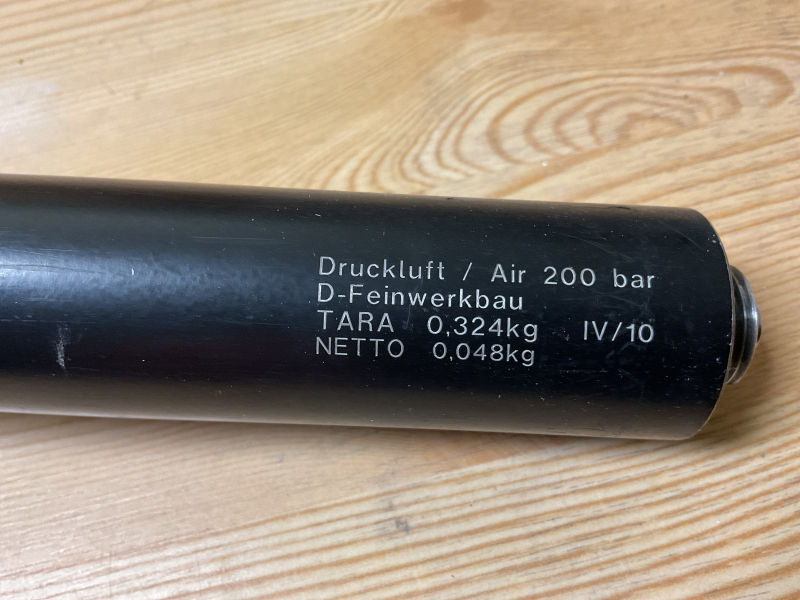 Druckluft / Air 200 bar
D-Feinwerkbau
TARA 0,324kg IV/10
NETTO 0,048kg